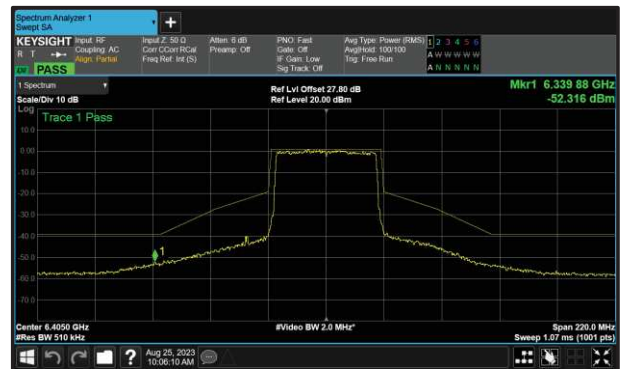 Spectrum Analyzer 1
Swept SA
+
KEYSIGHT
R T
PASS
Input: RF
Coupling: AC
Align: Partial
Input Z: 50 Ω
Corr CCorr RCal
Freq Ref: Int (S)
Atten: 6 dB
Preamp: Off
PNO: Fast
Gate: Off
IF Gain: Low
Sig Track: Off
Avg Type: Power (RMS)
Avg|Hold: 100/100
Trig: Free Run
1 2 3 4 5 6
A W W W W W
A N N N N N
1 Spectrum
Scale/Div 10 dB
Ref Lvl Offset 27.80 dB
Ref Level 20.00 dBm
Mkr1 6.339 88 GHz
-52.316 dBm
Log
Trace 1 Pass
10.0
0.00
-10.0
-20.0
-30.0
-40.0
-50.0
-60.0
-70.0
1
Center 6.4050 GHz
#Res BW 510 kHz
#Video BW 2.0 MHz*
Span 220.0 MHz
Sweep 1.07 ms (1001 pts)
?
Aug 25, 2023
10:06:10 AM